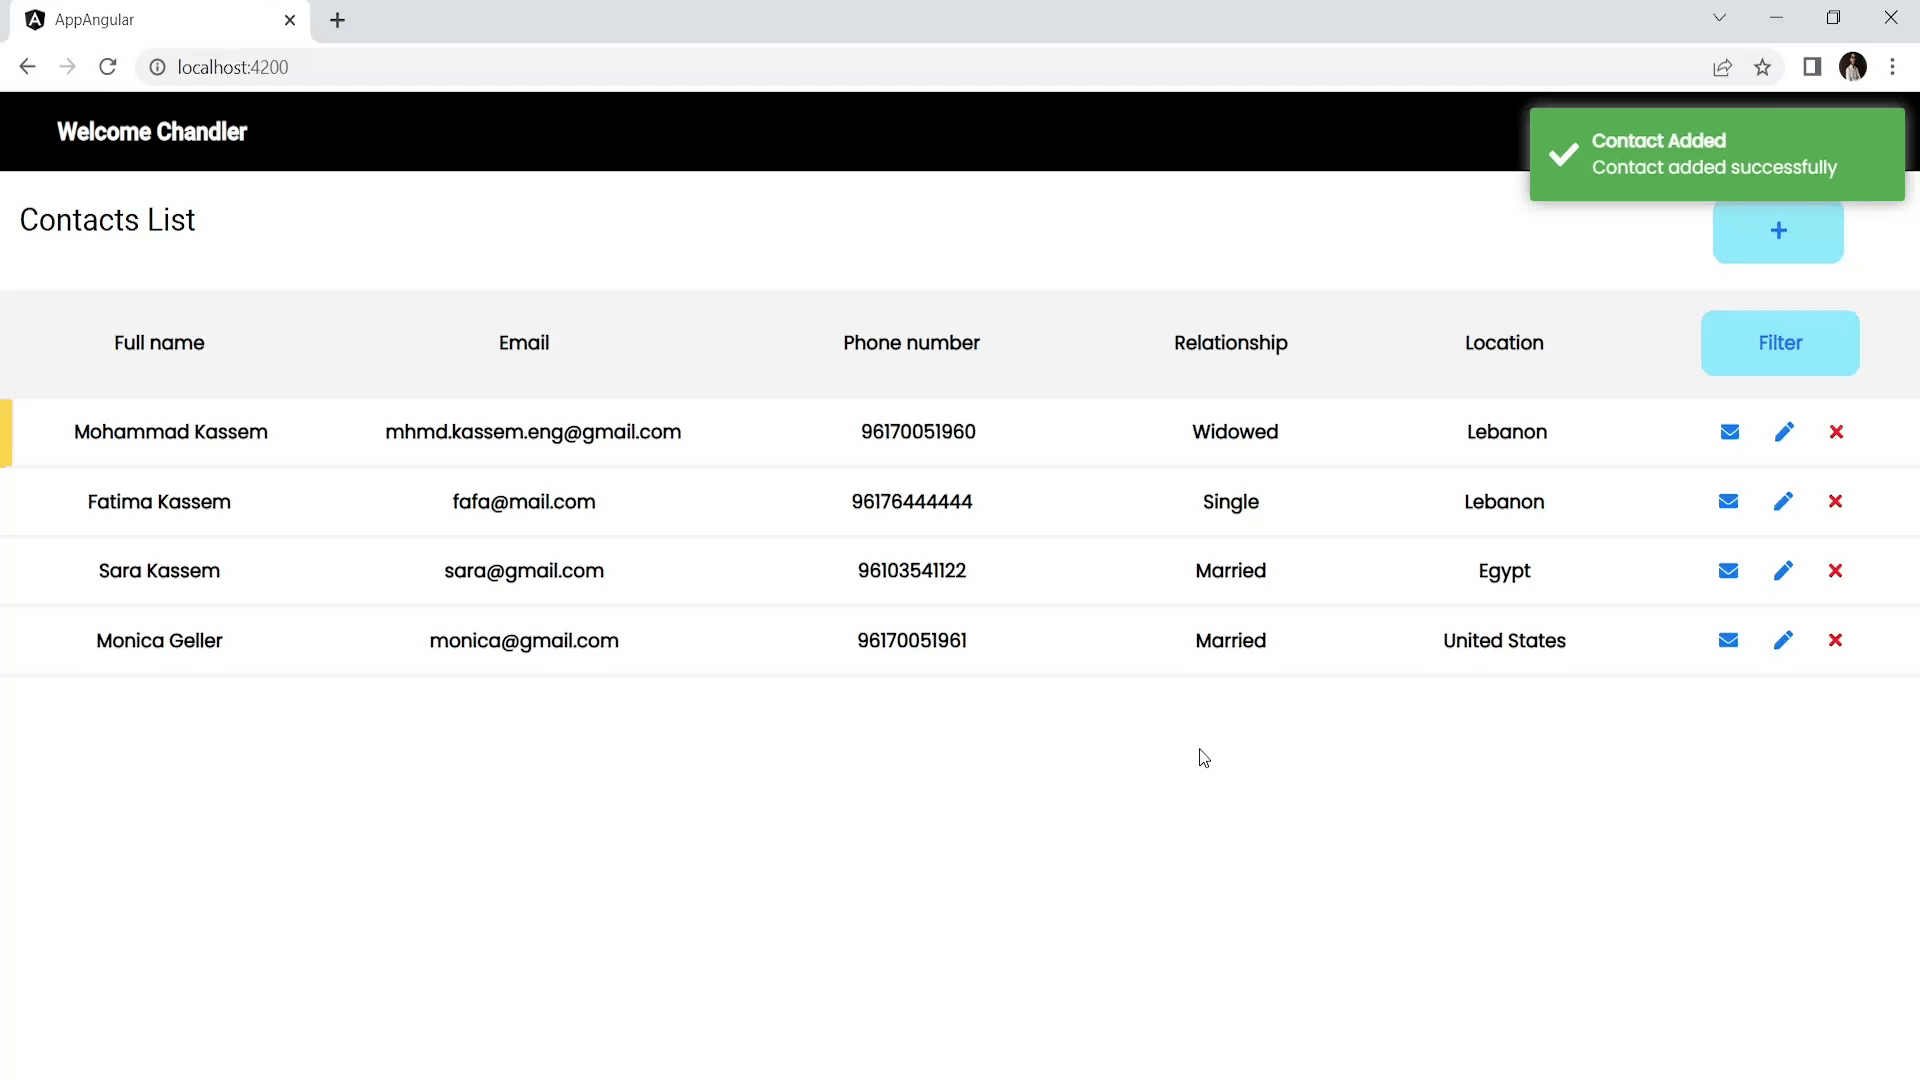 AppAngular
localhost:4200
Welcome Chandler
Contact Added
Contact added successfully
Contacts List
+
Full name Email Phone number Relationship Location Filter
Mohammad Kassem mhmd.kassem.eng@gmail.com 96170051960 Widowed Lebanon
Fatima Kassem fafa@mail.com 96176444444 Single Lebanon
Sara Kassem sara@gmail.com 96103541122 Married Egypt
Monica Geller monica@gmail.com 96170051961 Married United States